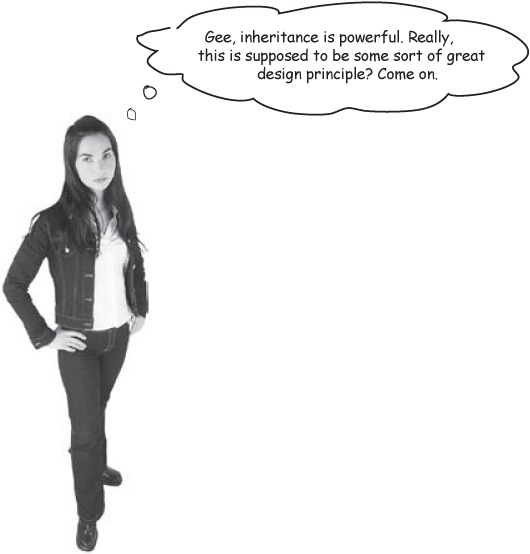 Gee, inheritance is powerful. Really,
this is supposed to be some sort of great
design principle? Come on.